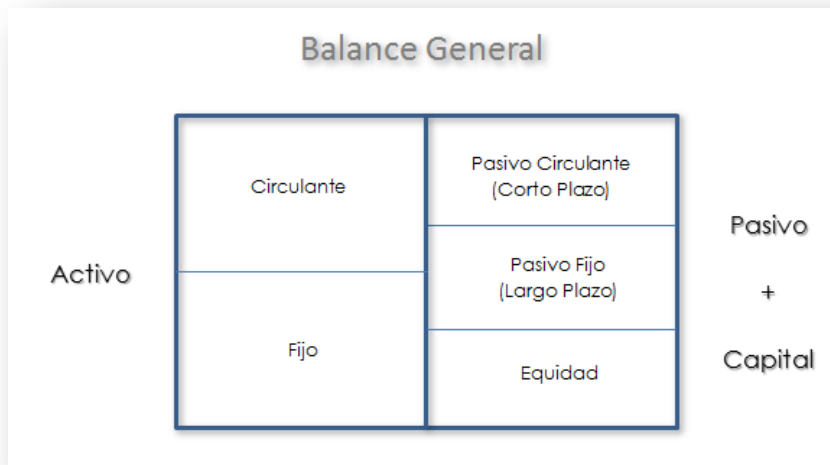 Balance General
Activo
Circulante
Fijo
Pasivo Circulante
(Corto Plazo)
Pasivo Fijo
(Largo Plazo)
Equidad
Pasivo
+
Capital